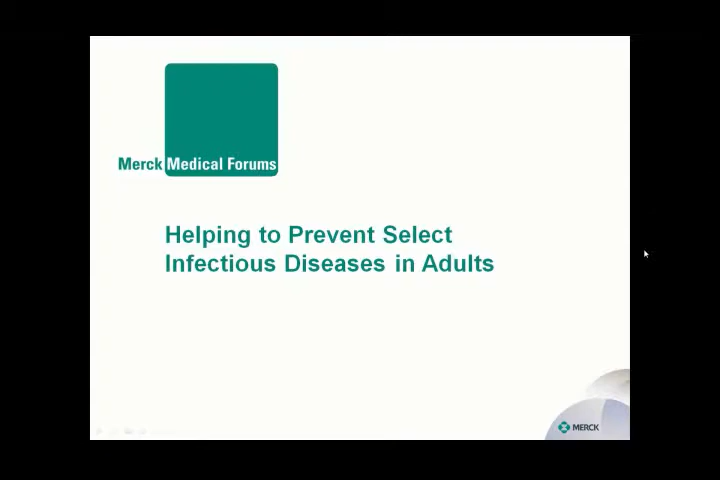 Merck Medical Forums
Helping to Prevent Select
Infectious Diseases in Adults
MERCK